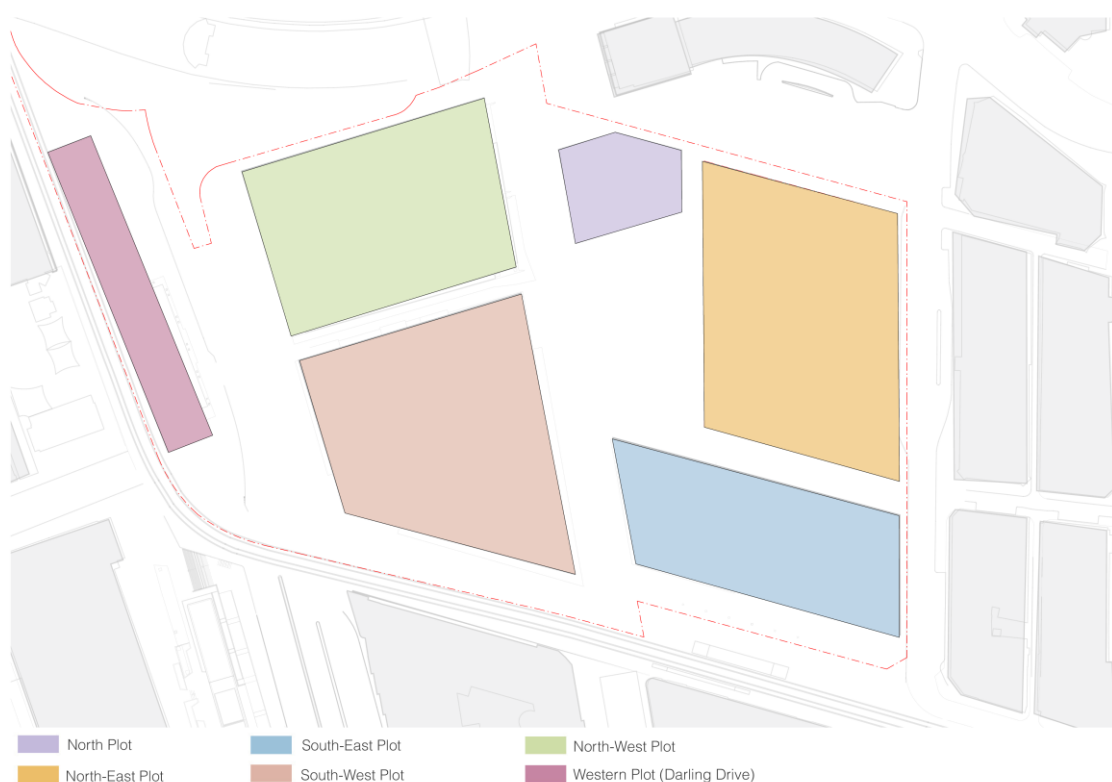 North Plot
South-East Plot
North-West Plot
North-East Plot
South-West Plot
Western Plot (Darling Drive)